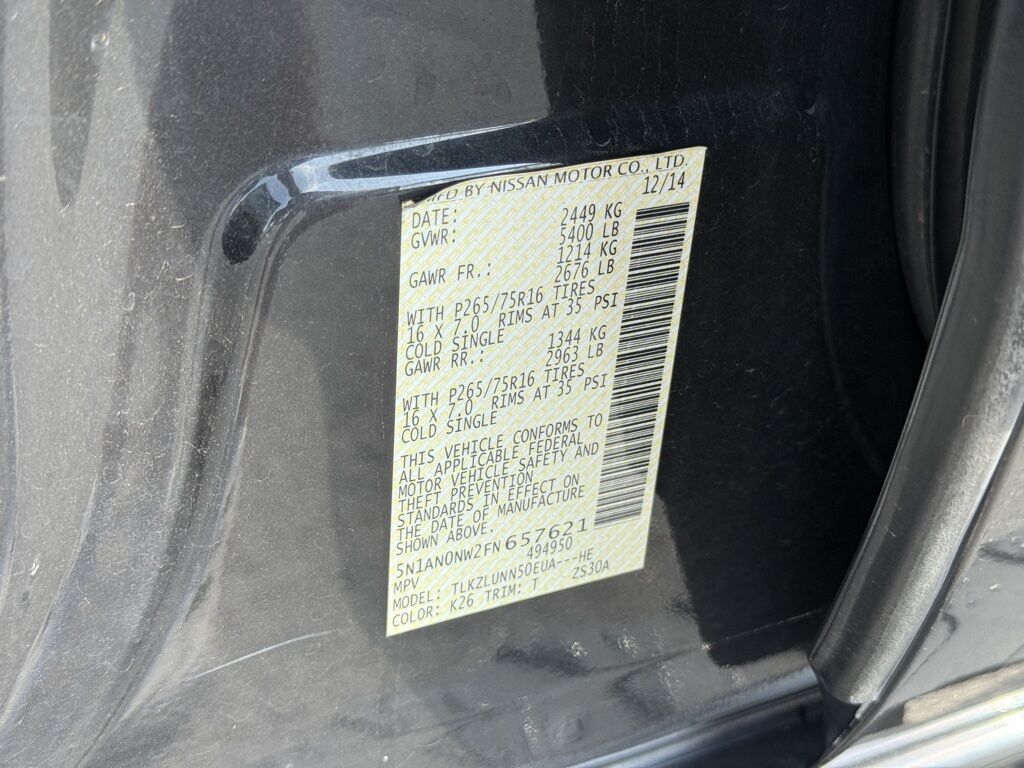 MFD BY NISSAN MOTOR CO., LTD.
DATE: 12/14
GVWR: 2449 KG
5400 LB
GAWR FR.: 1214 KG
2676 LB
WITH P265/75R16 TIRES
16 X 7.0 RIMS AT 35 PSI
COLD SINGLE
GAWR RR.: 1344 KG
2963 LB
WITH P265/75R16 TIRES
16 X 7.0 RIMS AT 35 PSI
COLD SINGLE
THIS VEHICLE CONFORMS TO
ALL APPLICABLE FEDERAL
MOTOR VEHICLE SAFETY AND
THEFT PREVENTION
STANDARDS IN EFFECT ON
THE DATE OF MANUFACTURE
SHOWN ABOVE.
5N1AN0NW2FN657621
MPV 494950
MODEL: TLKZLUNN50EUA---HE
COLOR: K26 TRIM: T ZS30A